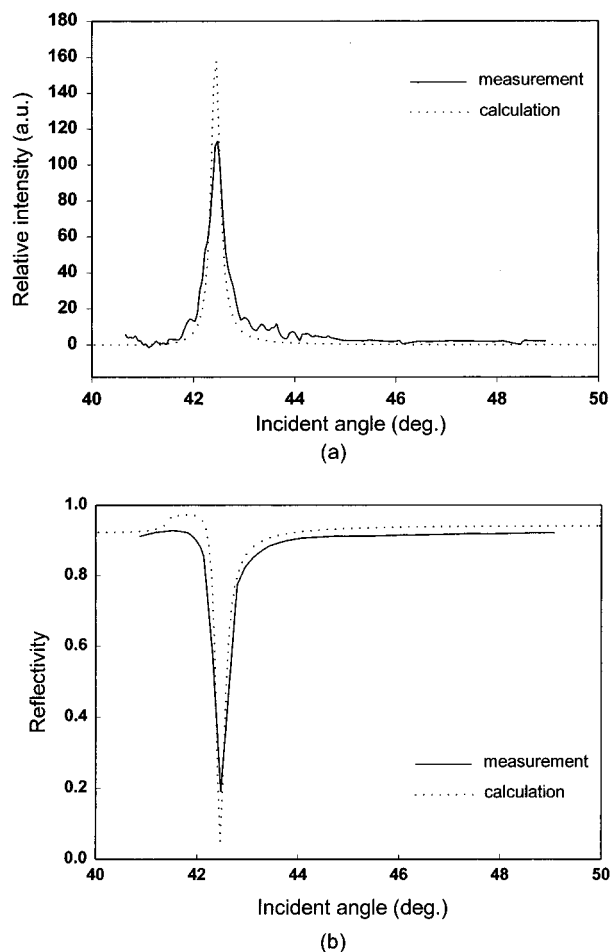 180
160
140
120
100
80
60
40
20
0
Relative intensity (a.u.)
measurement
calculation
40 42 44 46 48 50
Incident angle (deg.)
(a)
1.0
0.8
0.6
0.4
0.2
0.0
Reflectivity
measurement
calculation
40 42 44 46 48 50
Incident angle (deg.)
(b)